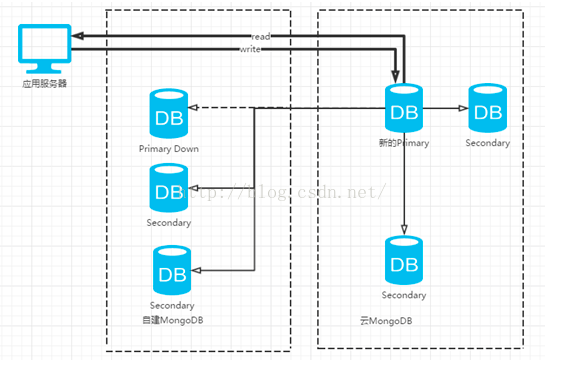 read
write
应用服务器
DB
Primary Down
DB
Secondary
DB
Secondary
自建MongoDB
DB
新的Primary
DB
Secondary
DB
Secondary
云MongoDB
http://blog.csdn.net/